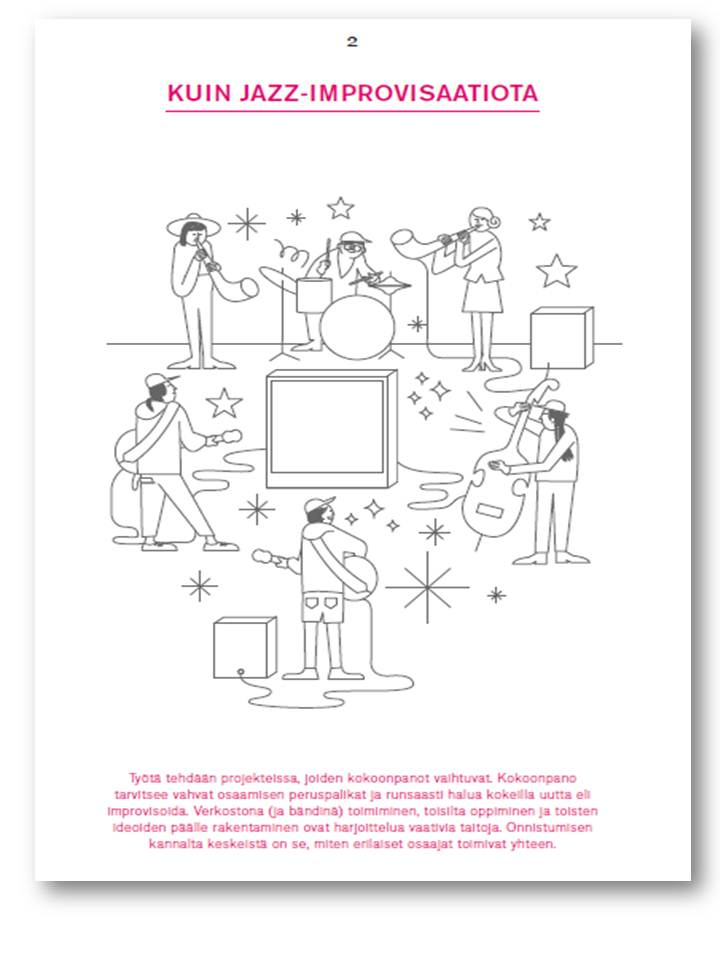 2
KUIN JAZZ-IMPROVISAATIOTA
Työtä tehdään projekteissa, joiden kokoonpanot vaihtuvat. Kokoonpano
tarvitsee vahvat osaamisen peruspalikat ja runsaasti halua kokeilla uutta eli
improvisoida. Verkostona (ja bändinä) toimiminen, toisilta oppiminen ja toisten
ideoiden päälle rakentaminen ovat harjoittelua vaativia taitoja. Onnistumisen
kannalta keskeistä on se, miten erilaiset osaajat toimivat yhteen.